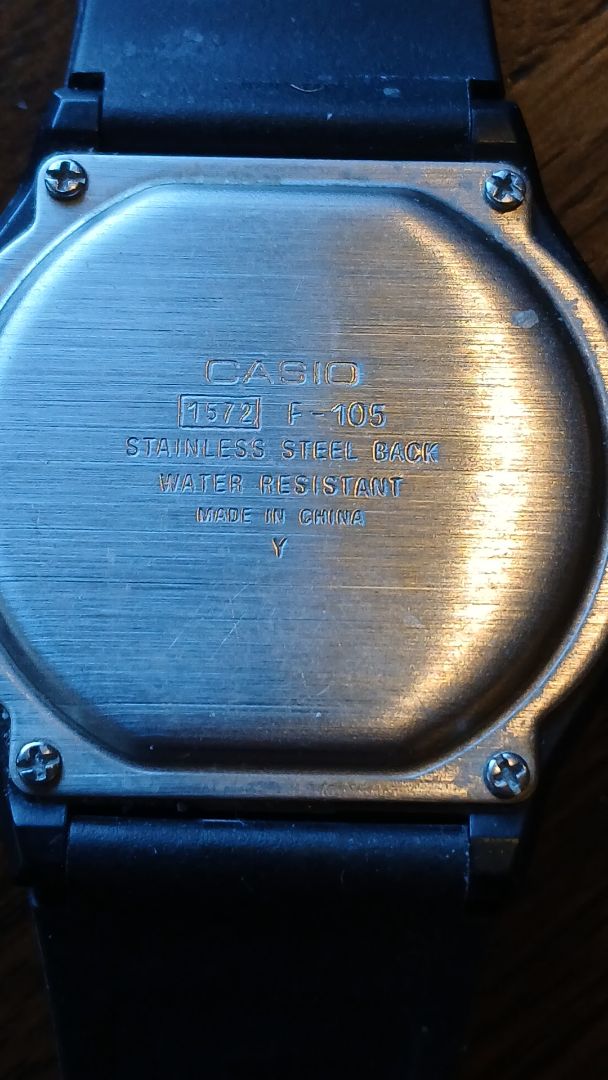 CASIO
1572 F-105
STAINLESS STEEL BACK
WATER RESISTANT
MADE IN CHINA
Y